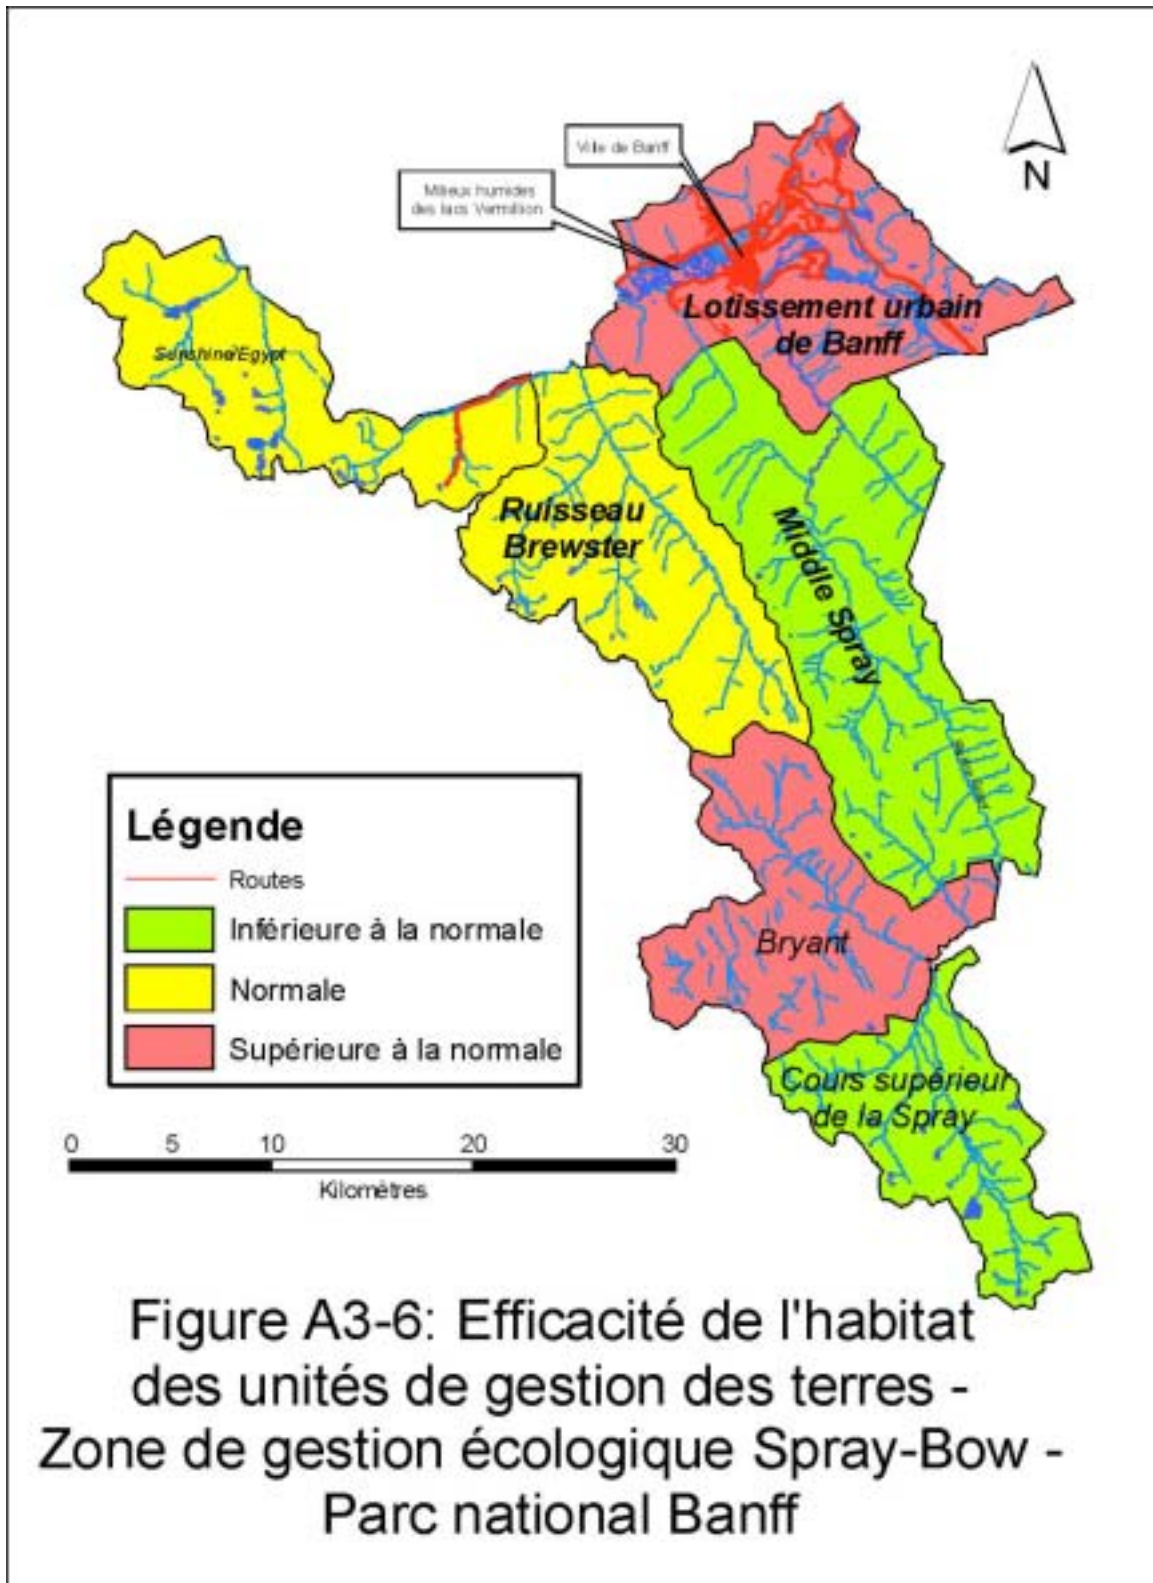 Ville de Banff
Milieux humides
des lacs Vermillion
N
Lotissement urbain
de Banff
Sunshine/Egypt
Ruisseau
Brewster
Middle Spray
Bryant
Cours supérieur
de la Spray
Légende
Routes
Inférieure à la normale
Normale
Supérieure à la normale
0 5 10 20 30
Kilomètres
Figure A3-6: Efficacité de l'habitat
des unités de gestion des terres -
Zone de gestion écologique Spray-Bow -
Parc national Banff